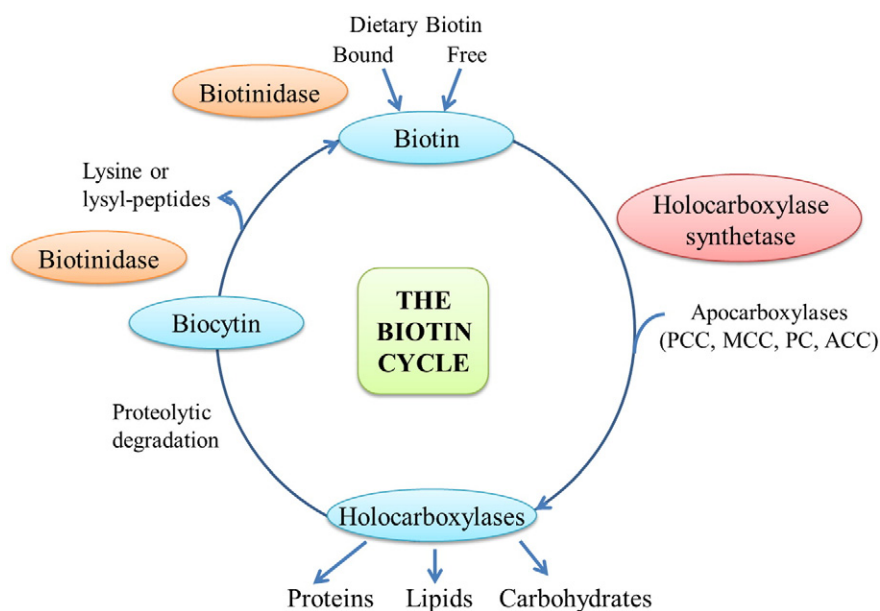 Dietary Biotin
Bound Free
Biotinidase
Biotin
Lysine or
lysyl-peptides
Holocarboxylase
synthetase
Biotinidase
Biocytin
THE
BIOTIN
CYCLE
Apocarboxylases
(PCC, MCC, PC, ACC)
Proteolytic
degradation
Holocarboxylases
Proteins Lipids Carbohydrates